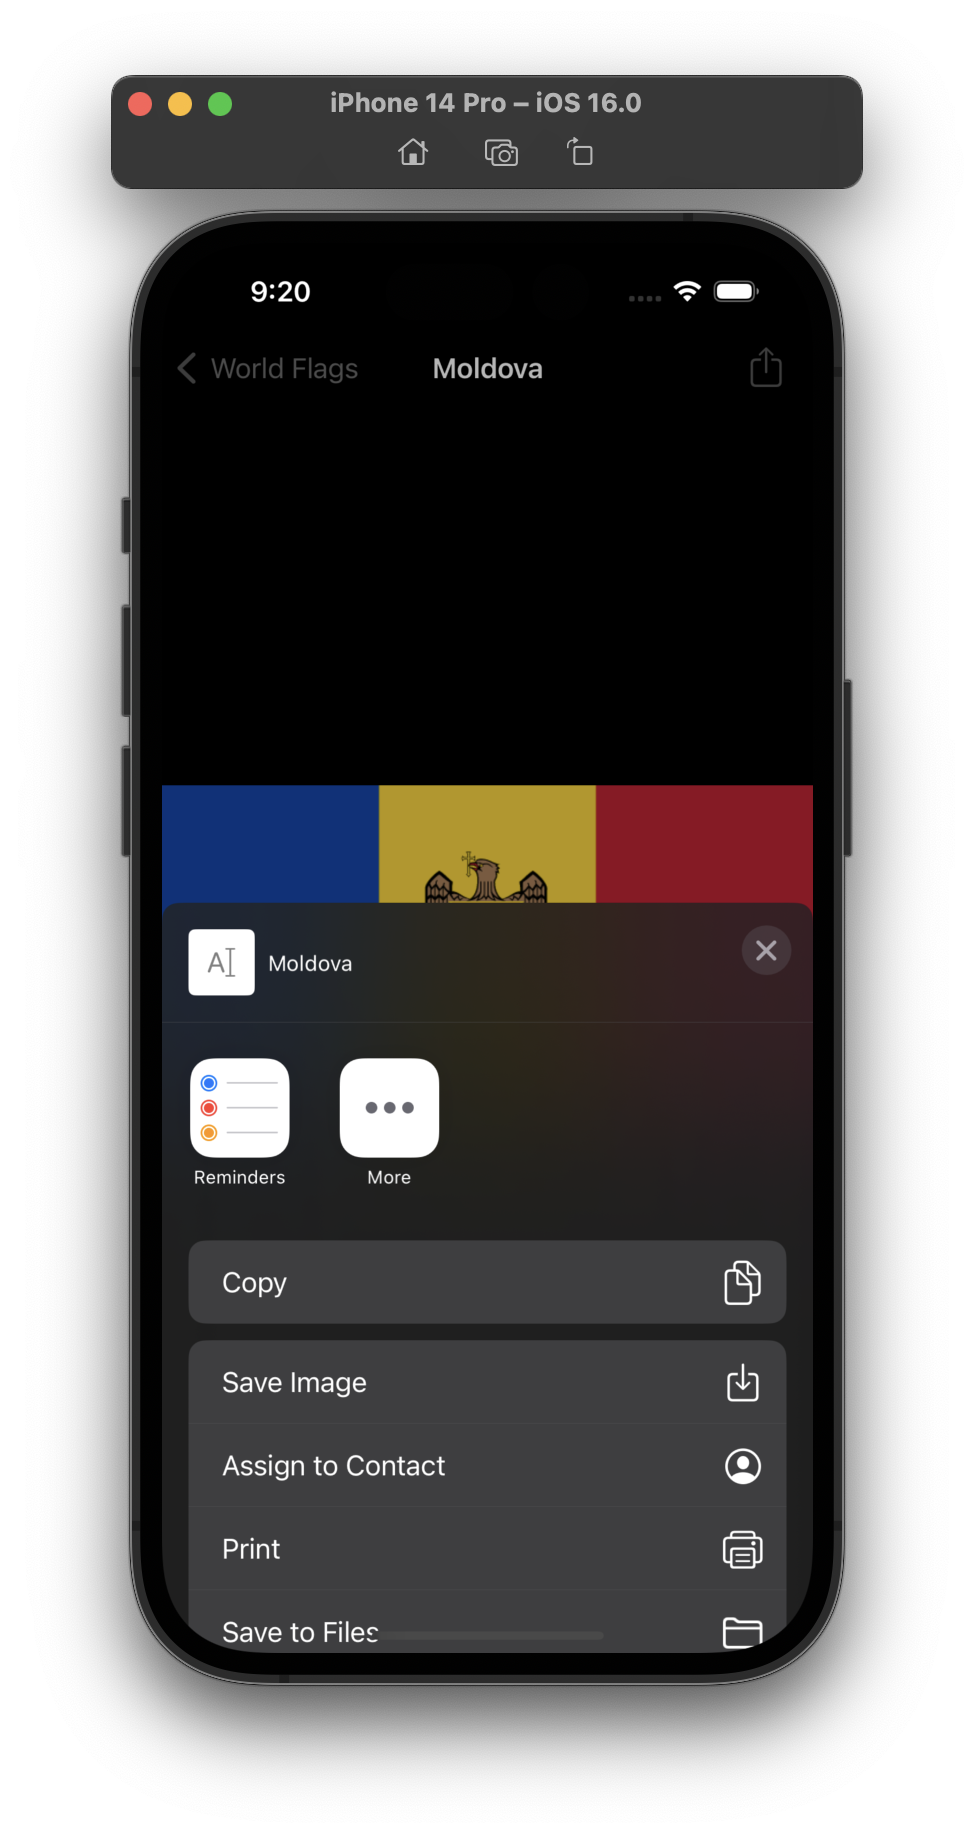 iPhone 14 Pro – iOS 16.0
9:20
World Flags
Moldova
A
Moldova
Reminders
More
Copy
Save Image
Assign to Contact
Print
Save to Files